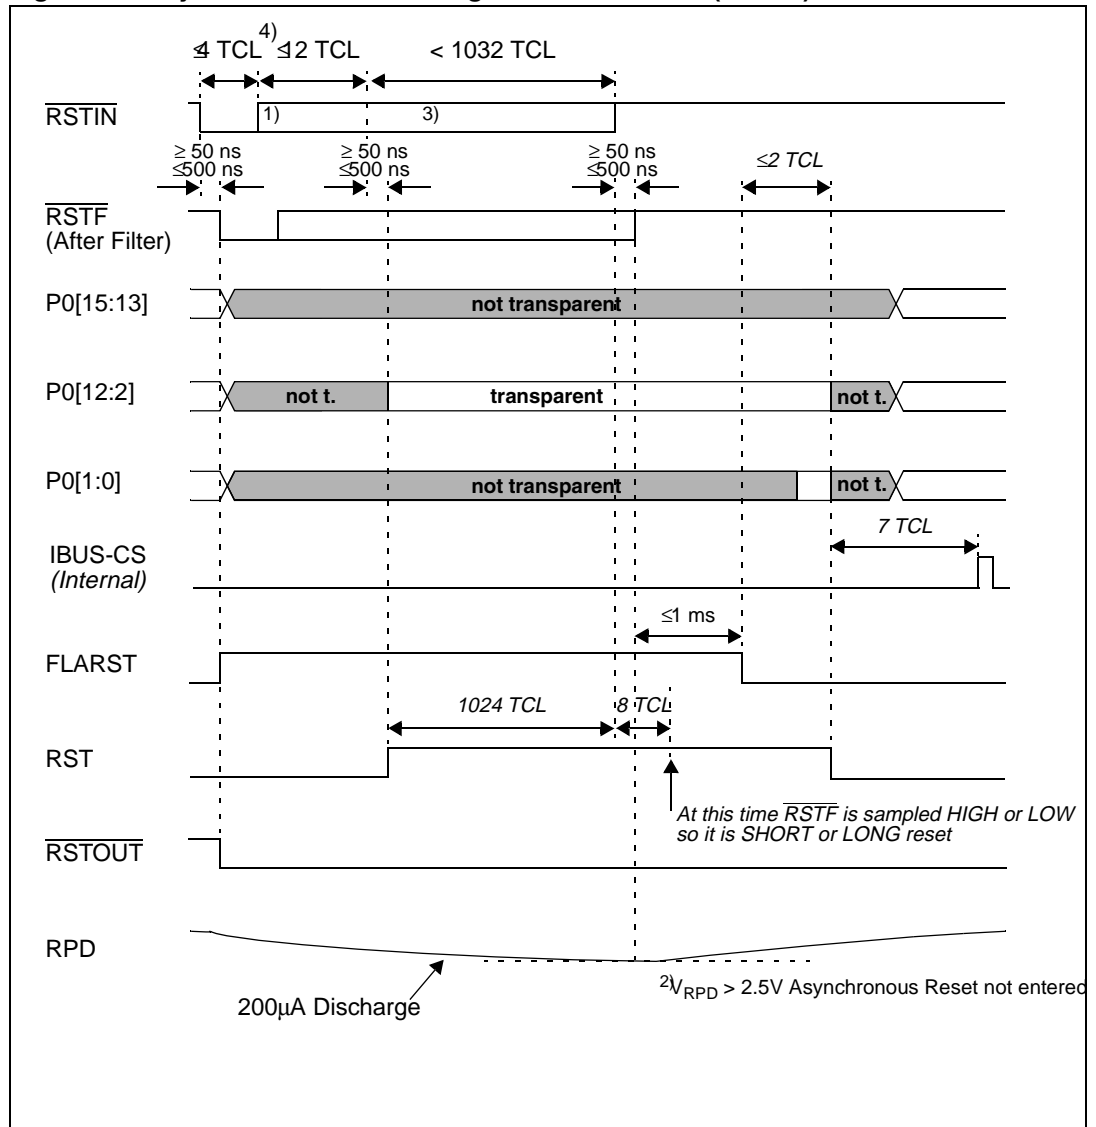 4)
≤4 TCL ≤12 TCL < 1032 TCL
RSTIN 1) 3)
≥ 50 ns ≥ 50 ns ≥ 50 ns
≤500 ns ≤500 ns ≤500 ns ≤2 TCL
RSTF
(After Filter)
P0[15:13] not transparent
P0[12:2] not t. transparent not t.
P0[1:0] not transparent not t.
7 TCL
IBUS-CS
(Internal)
≤1 ms
FLARST
1024 TCL 8 TCL
RST
At this time RSTF is sampled HIGH or LOW
so it is SHORT or LONG reset
RSTOUT
RPD
2)VRPD > 2.5V Asynchronous Reset not entered
200μA Discharge